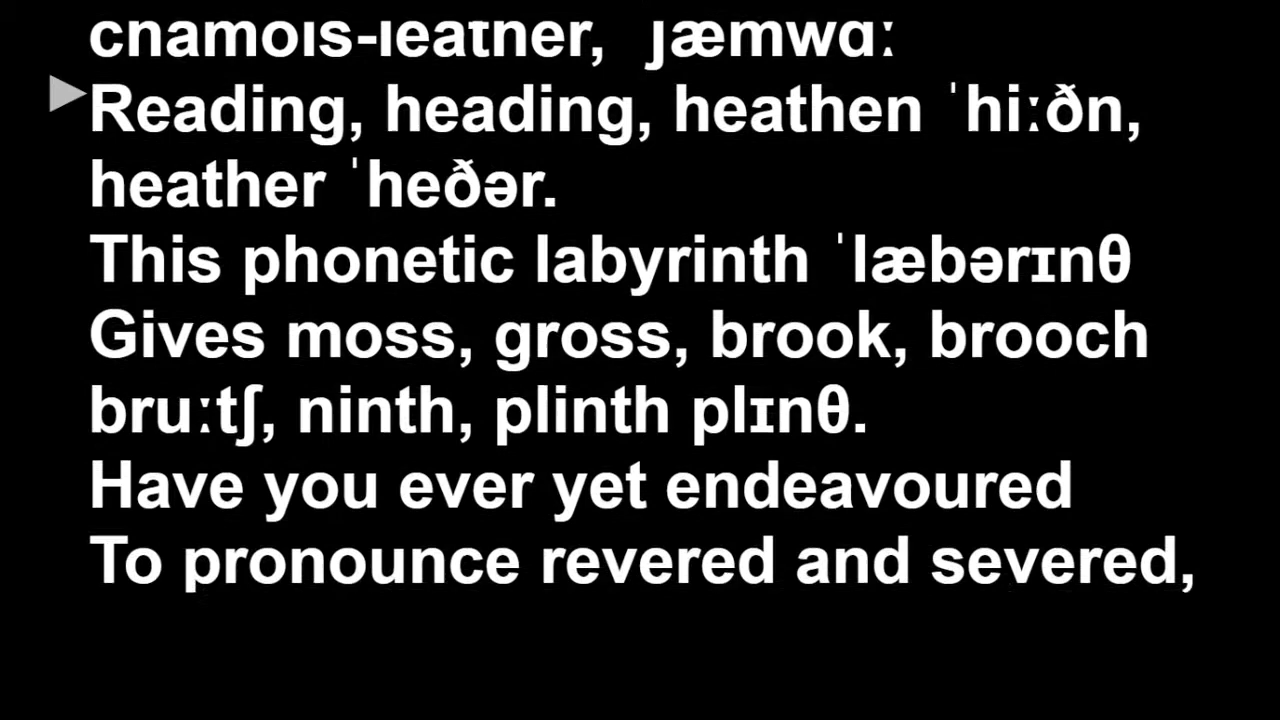 chamois-leather, ʃæmwɑː
Reading, heading, heathen ˈhiːðn,
heather ˈheðər.
This phonetic labyrinth ˈlæbərɪnθ
Gives moss, gross, brook, brooch
bruːtʃ, ninth, plinth plɪnθ.
Have you ever yet endeavoured
To pronounce revered and severed,